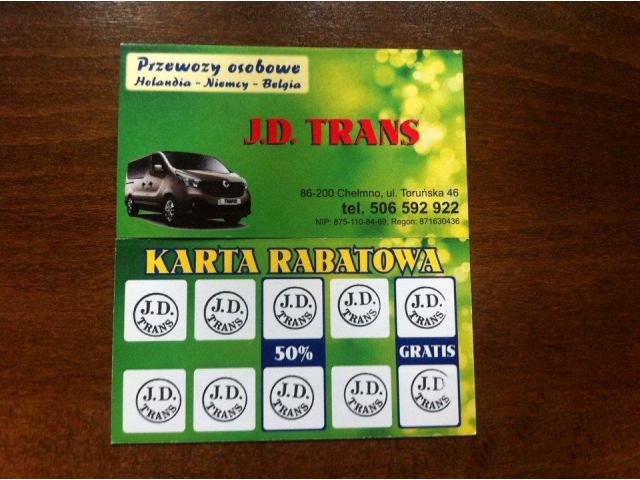 Przewozy osobowe
Holandia - Niemcy - Belgia
J.D. TRANS
86-200 Chełmno, ul. Toruńska 46
tel. 506 592 922
NIP: 875-110-84-69, Regon: 871630436
KARTA RABATOWA
J.D. TRANS
J.D. TRANS
J.D. TRANS
J.D. TRANS
J.D. TRANS
50%
GRATIS
J.D. TRANS
J.D. TRANS
J.D. TRANS
J.D. TRANS
J.D. TRANS